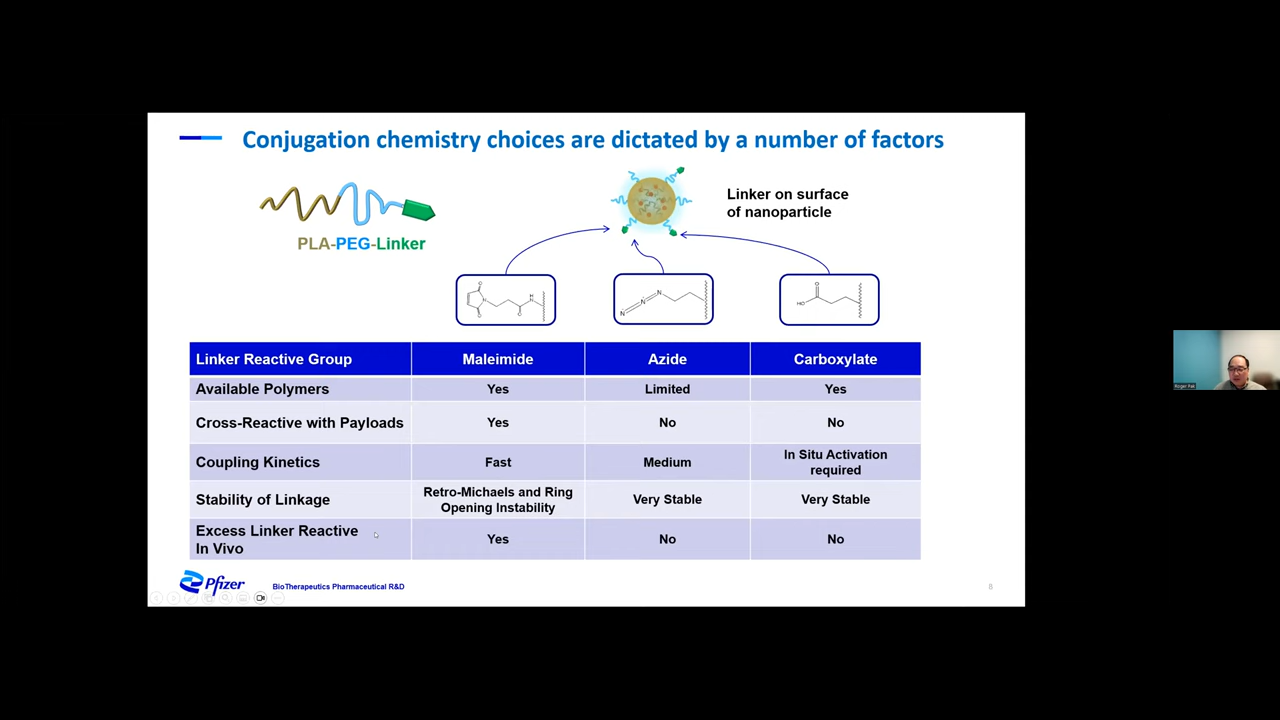 Conjugation chemistry choices are dictated by a number of factors
PLA-PEG-Linker
Linker on surface
of nanoparticle
Linker Reactive Group Maleimide Azide Carboxylate
Available Polymers Yes Limited Yes
Cross-Reactive with Payloads Yes No No
Coupling Kinetics Fast Medium In Situ Activation
required
Stability of Linkage Retro-Michaels and Ring
Opening Instability Very Stable Very Stable
Excess Linker Reactive
In Vivo Yes No No
Pfizer BioTherapeutics Pharmaceutical R&D 8